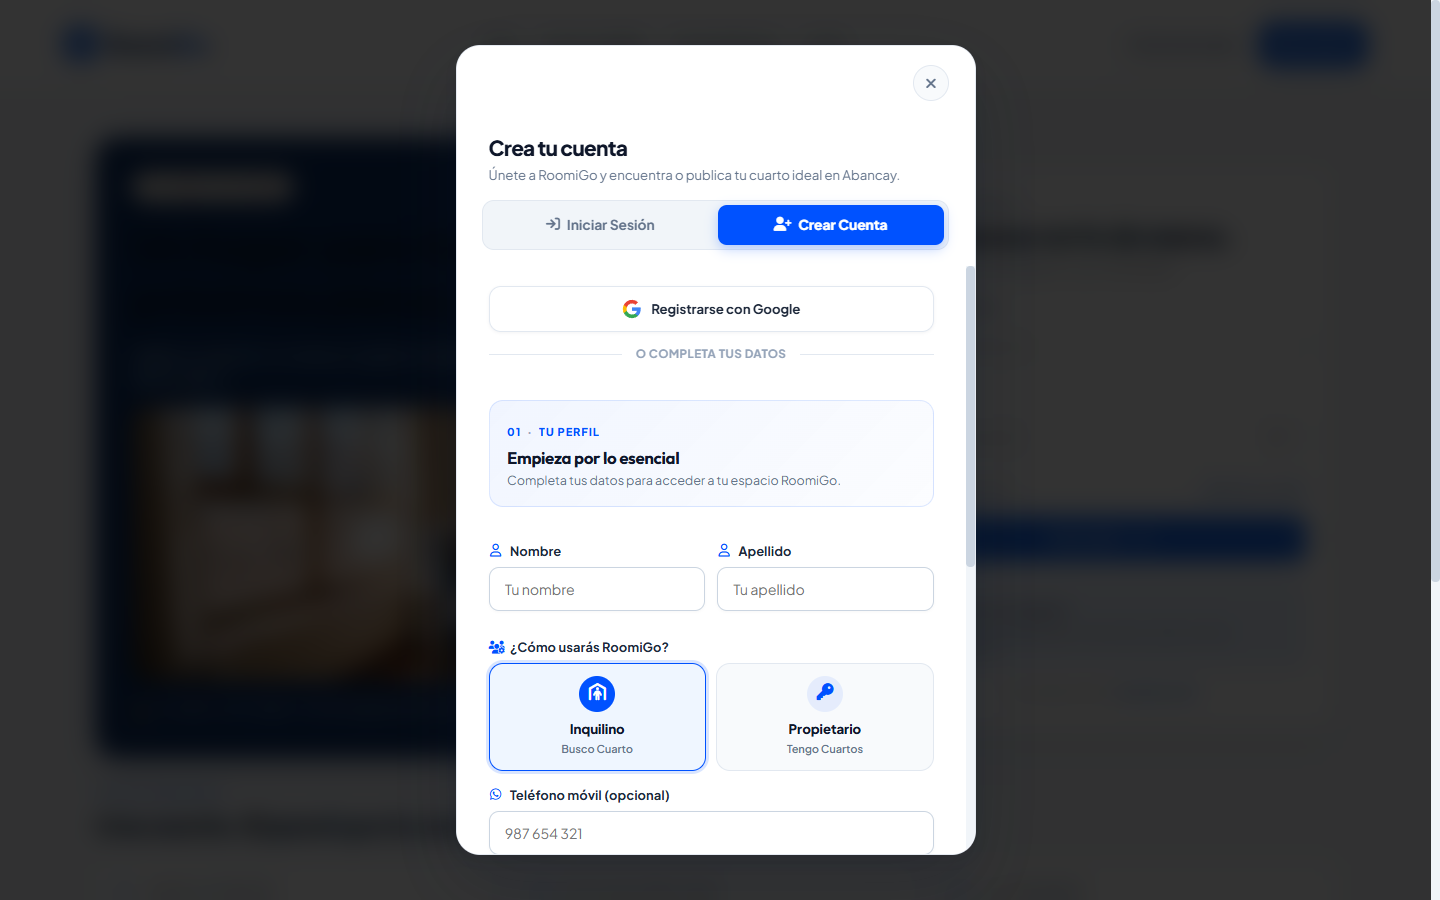 Crea tu cuenta
Únete a RoomiGo y encuentra o publica tu cuarto ideal en Abancay.
Iniciar Sesión
Crear Cuenta
Registrarse con Google
O COMPLETA TUS DATOS
01 · TU PERFIL
Empieza por lo esencial
Completa tus datos para acceder a tu espacio RoomiGo.
Nombre
Apellido
Tu nombre
Tu apellido
¿Cómo usarás RoomiGo?
Inquilino
Busco Cuarto
Propietario
Tengo Cuartos
Teléfono móvil (opcional)
987 654 321